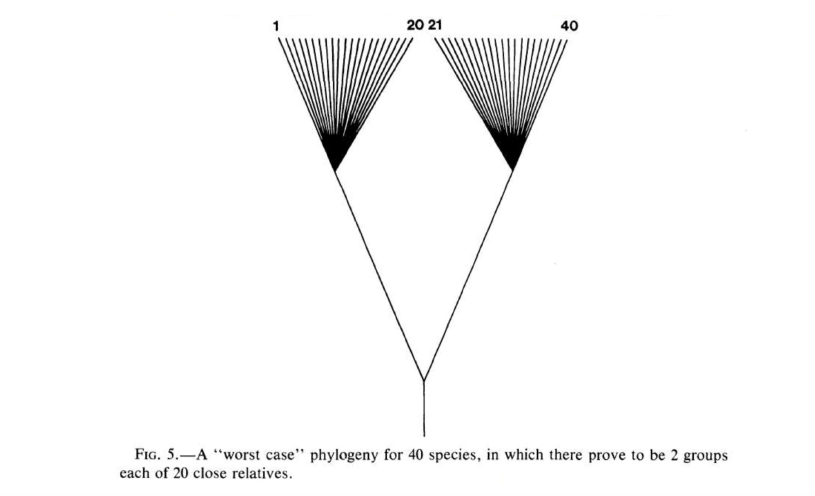 1 20 21 40
FIG. 5.—A “worst case” phylogeny for 40 species, in which there prove to be 2 groups
each of 20 close relatives.